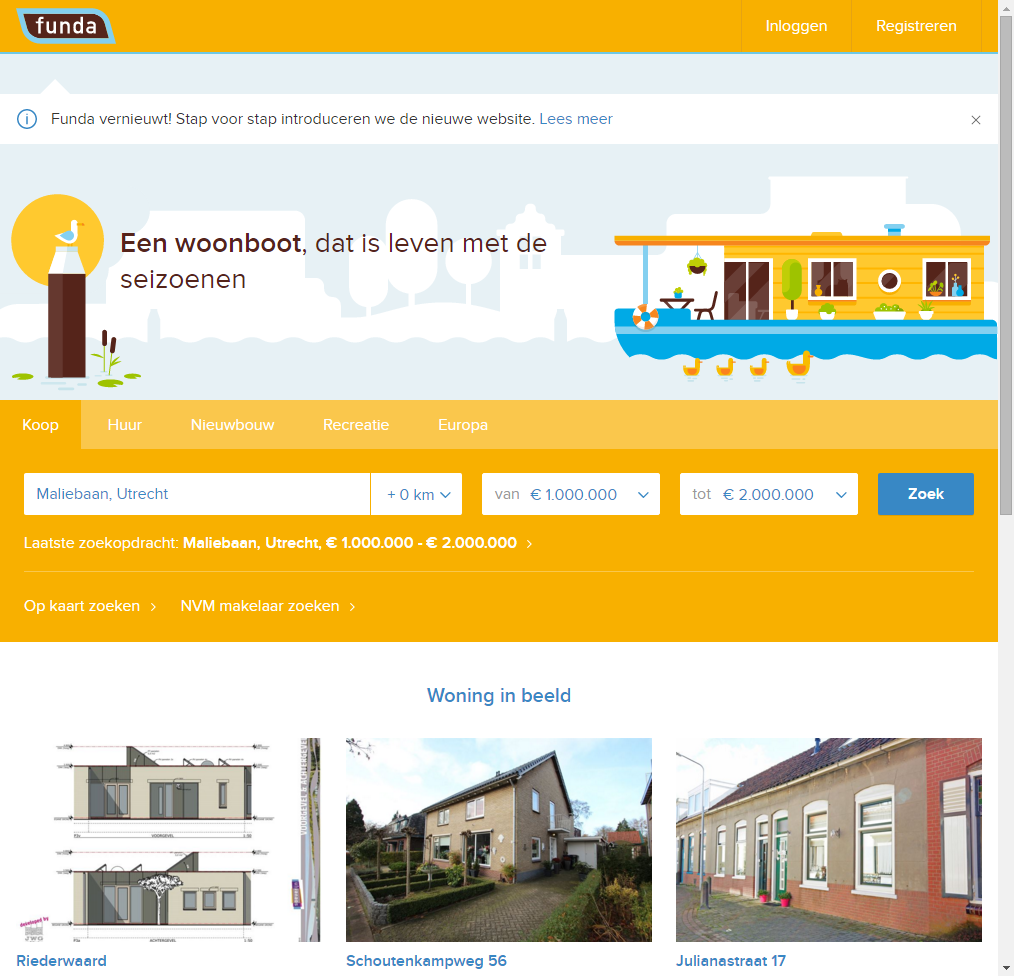 funda
Inloggen
Registreren
Funda vernieuwt! Stap voor stap introduceren we de nieuwe website. Lees meer
Een woonboot, dat is leven met de
seizoenen
Koop
Huur
Nieuwbouw
Recreatie
Europa
Maliebaan, Utrecht
+ 0 km
van € 1.000.000
tot € 2.000.000
Zoek
Laatste zoekopdracht: Maliebaan, Utrecht, € 1.000.000 - € 2.000.000
Op kaart zoeken
NVM makelaar zoeken
Woning in beeld
VOORGEVEL
ACHTERGEVEL
developed by
JWG
Riederwaard
Schoutenkampweg 56
Julianastraat 17